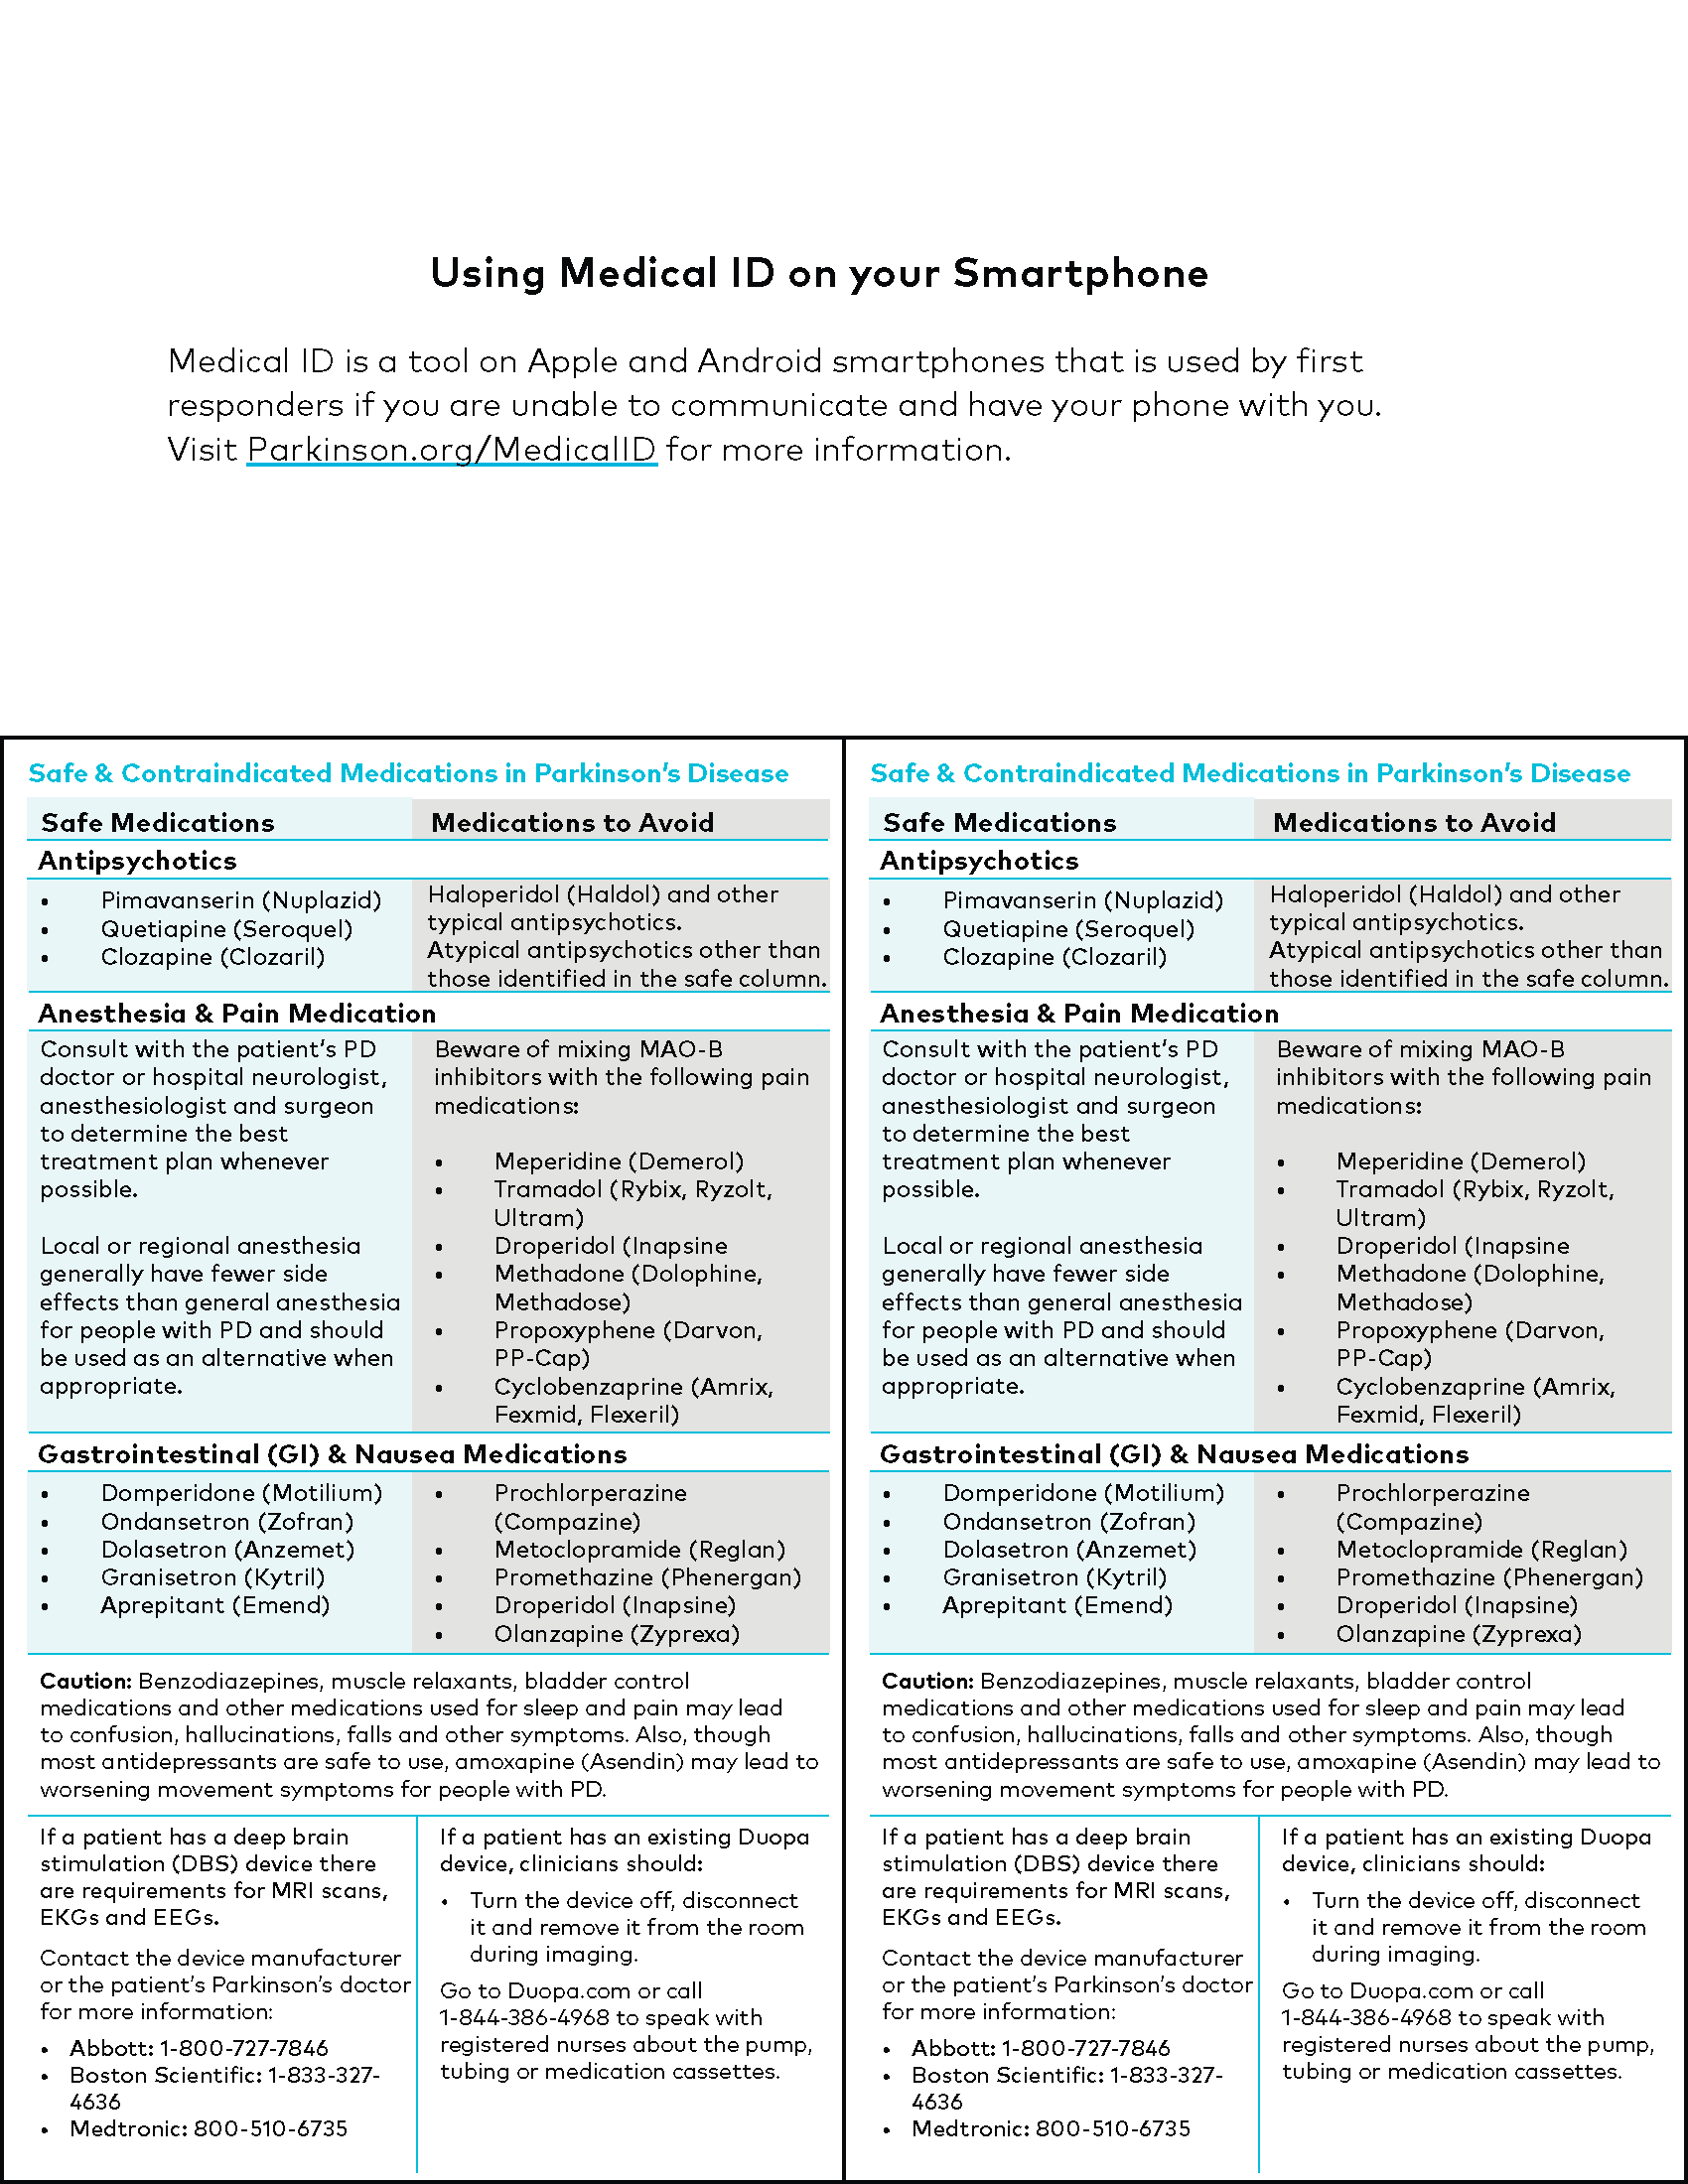 Using Medical ID on your Smartphone
Medical ID is a tool on Apple and Android smartphones that is used by first
responders if you are unable to communicate and have your phone with you.
Visit Parkinson.org/MedicalID for more information.
Safe & Contraindicated Medications in Parkinson's Disease
Safe Medications
Medications to Avoid
Antipsychotics
• Pimavanserin (Nuplazid)
• Quetiapine (Seroquel)
• Clozapine (Clozaril)
Haloperidol (Haldol) and other
typical antipsychotics.
Atypical antipsychotics other than
those identified in the safe column.
Anesthesia & Pain Medication
Consult with the patient's PD
doctor or hospital neurologist,
anesthesiologist and surgeon
to determine the best
treatment plan whenever
possible.
Local or regional anesthesia
generally have fewer side
effects than general anesthesia
for people with PD and should
be used as an alternative when
appropriate.
Beware of mixing MAO-B
inhibitors with the following pain
medications:
• Meperidine (Demerol)
• Tramadol (Rybix, Ryzolt,
Ultram)
• Droperidol (Inapsine
• Methadone (Dolophine,
Methadose)
• Propoxyphene (Darvon,
PP-Cap)
• Cyclobenzaprine (Amrix,
Fexmid, Flexeril)
Gastrointestinal (GI) & Nausea Medications
• Domperidone (Motilium)
• Ondansetron (Zofran)
• Dolasetron (Anzemet)
• Granisetron (Kytril)
• Aprepitant (Emend)
• Prochlorperazine
(Compazine)
• Metoclopramide (Reglan)
• Promethazine (Phenergan)
• Droperidol (Inapsine)
• Olanzapine (Zyprexa)
Caution: Benzodiazepines, muscle relaxants, bladder control
medications and other medications used for sleep and pain may lead
to confusion, hallucinations, falls and other symptoms. Also, though
most antidepressants are safe to use, amoxapine (Asendin) may lead to
worsening movement symptoms for people with PD.
If a patient has a deep brain
stimulation (DBS) device there
are requirements for MRI scans,
EKGs and EEGs.
Contact the device manufacturer
or the patient's Parkinson's doctor
for more information:
• Abbott: 1-800-727-7846
• Boston Scientific: 1-833-327-
4636
• Medtronic: 800-510-6735
If a patient has an existing Duopa
device, clinicians should:
• Turn the device off, disconnect
it and remove it from the room
during imaging.
Go to Duopa.com or call
1-844-386-4968 to speak with
registered nurses about the pump,
tubing or medication cassettes.
Safe & Contraindicated Medications in Parkinson's Disease
Safe Medications
Medications to Avoid
Antipsychotics
• Pimavanserin (Nuplazid)
• Quetiapine (Seroquel)
• Clozapine (Clozaril)
Haloperidol (Haldol) and other
typical antipsychotics.
Atypical antipsychotics other than
those identified in the safe column.
Anesthesia & Pain Medication
Consult with the patient's PD
doctor or hospital neurologist,
anesthesiologist and surgeon
to determine the best
treatment plan whenever
possible.
Local or regional anesthesia
generally have fewer side
effects than general anesthesia
for people with PD and should
be used as an alternative when
appropriate.
Beware of mixing MAO-B
inhibitors with the following pain
medications:
• Meperidine (Demerol)
• Tramadol (Rybix, Ryzolt,
Ultram)
• Droperidol (Inapsine
• Methadone (Dolophine,
Methadose)
• Propoxyphene (Darvon,
PP-Cap)
• Cyclobenzaprine (Amrix,
Fexmid, Flexeril)
Gastrointestinal (GI) & Nausea Medications
• Domperidone (Motilium)
• Ondansetron (Zofran)
• Dolasetron (Anzemet)
• Granisetron (Kytril)
• Aprepitant (Emend)
• Prochlorperazine
(Compazine)
• Metoclopramide (Reglan)
• Promethazine (Phenergan)
• Droperidol (Inapsine)
• Olanzapine (Zyprexa)
Caution: Benzodiazepines, muscle relaxants, bladder control
medications and other medications used for sleep and pain may lead
to confusion, hallucinations, falls and other symptoms. Also, though
most antidepressants are safe to use, amoxapine (Asendin) may lead to
worsening movement symptoms for people with PD.
If a patient has a deep brain
stimulation (DBS) device there
are requirements for MRI scans,
EKGs and EEGs.
Contact the device manufacturer
or the patient's Parkinson's doctor
for more information:
• Abbott: 1-800-727-7846
• Boston Scientific: 1-833-327-
4636
• Medtronic: 800-510-6735
If a patient has an existing Duopa
device, clinicians should:
• Turn the device off, disconnect
it and remove it from the room
during imaging.
Go to Duopa.com or call
1-844-386-4968 to speak with
registered nurses about the pump,
tubing or medication cassettes.